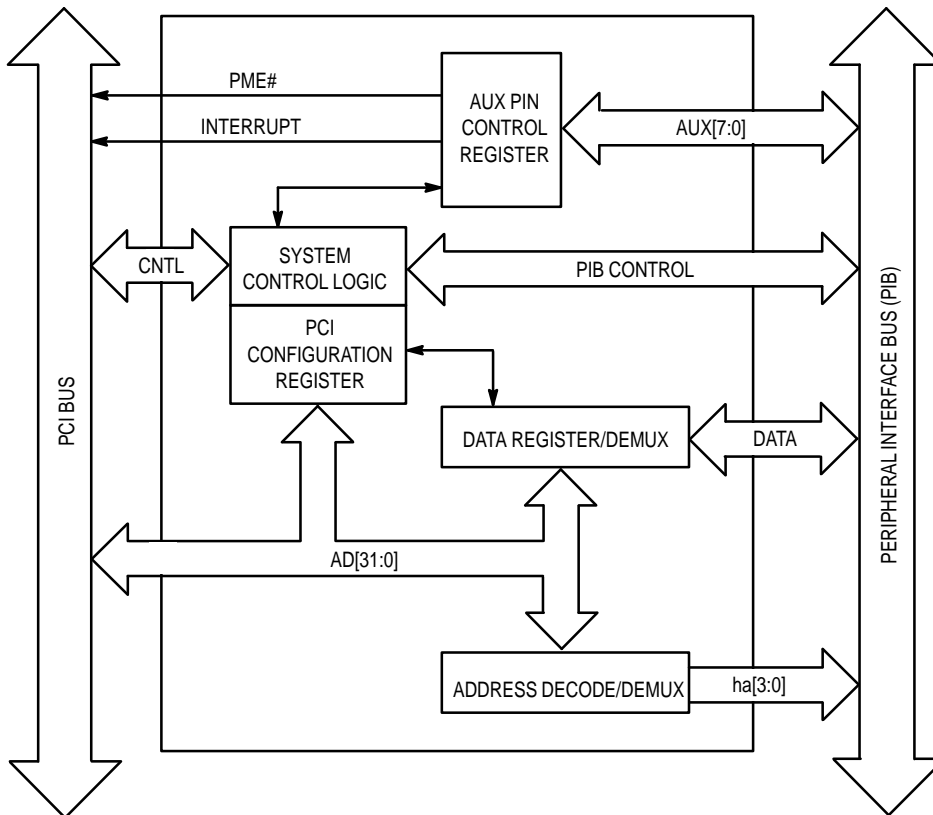 PME#
INTERRUPT
AUX PIN
CONTROL
REGISTER
AUX[7:0]
CNTL
SYSTEM
CONTROL LOGIC
PIB CONTROL
PCI
CONFIGURATION
REGISTER
PCI BUS
PERIPHERAL INTERFACE BUS (PIB)
DATA REGISTER/DEMUX
DATA
AD[31:0]
ADDRESS DECODE/DEMUX
ha[3:0]